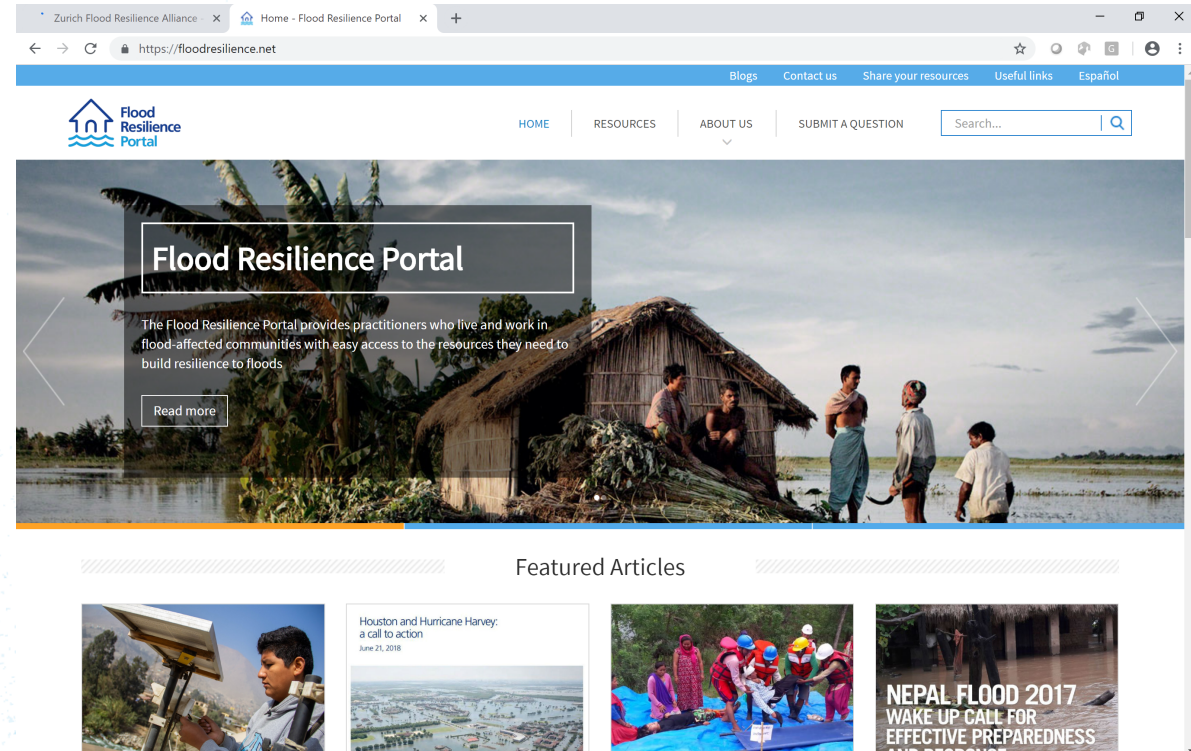 Zurich Flood Resilience Alliance -
Home - Flood Resilience Portal
https://floodresilience.net
G
Blogs
Contact us
Share your resources
Useful links
Español
Flood
Resilience
Portal
HOME
RESOURCES
ABOUT US
SUBMIT A QUESTION
Search...
Flood Resilience Portal
The Flood Resilience Portal provides practitioners who live and work in
flood-affected communities with easy access to the resources they need to
build resilience to floods
Read more
Featured Articles
Houston and Hurricane Harvey:
a call to action
June 21, 2018
NEPAL FLOOD 2017
WAKE UP CALL FOR
EFFECTIVE PREPAREDNESS
AND RESPONSE